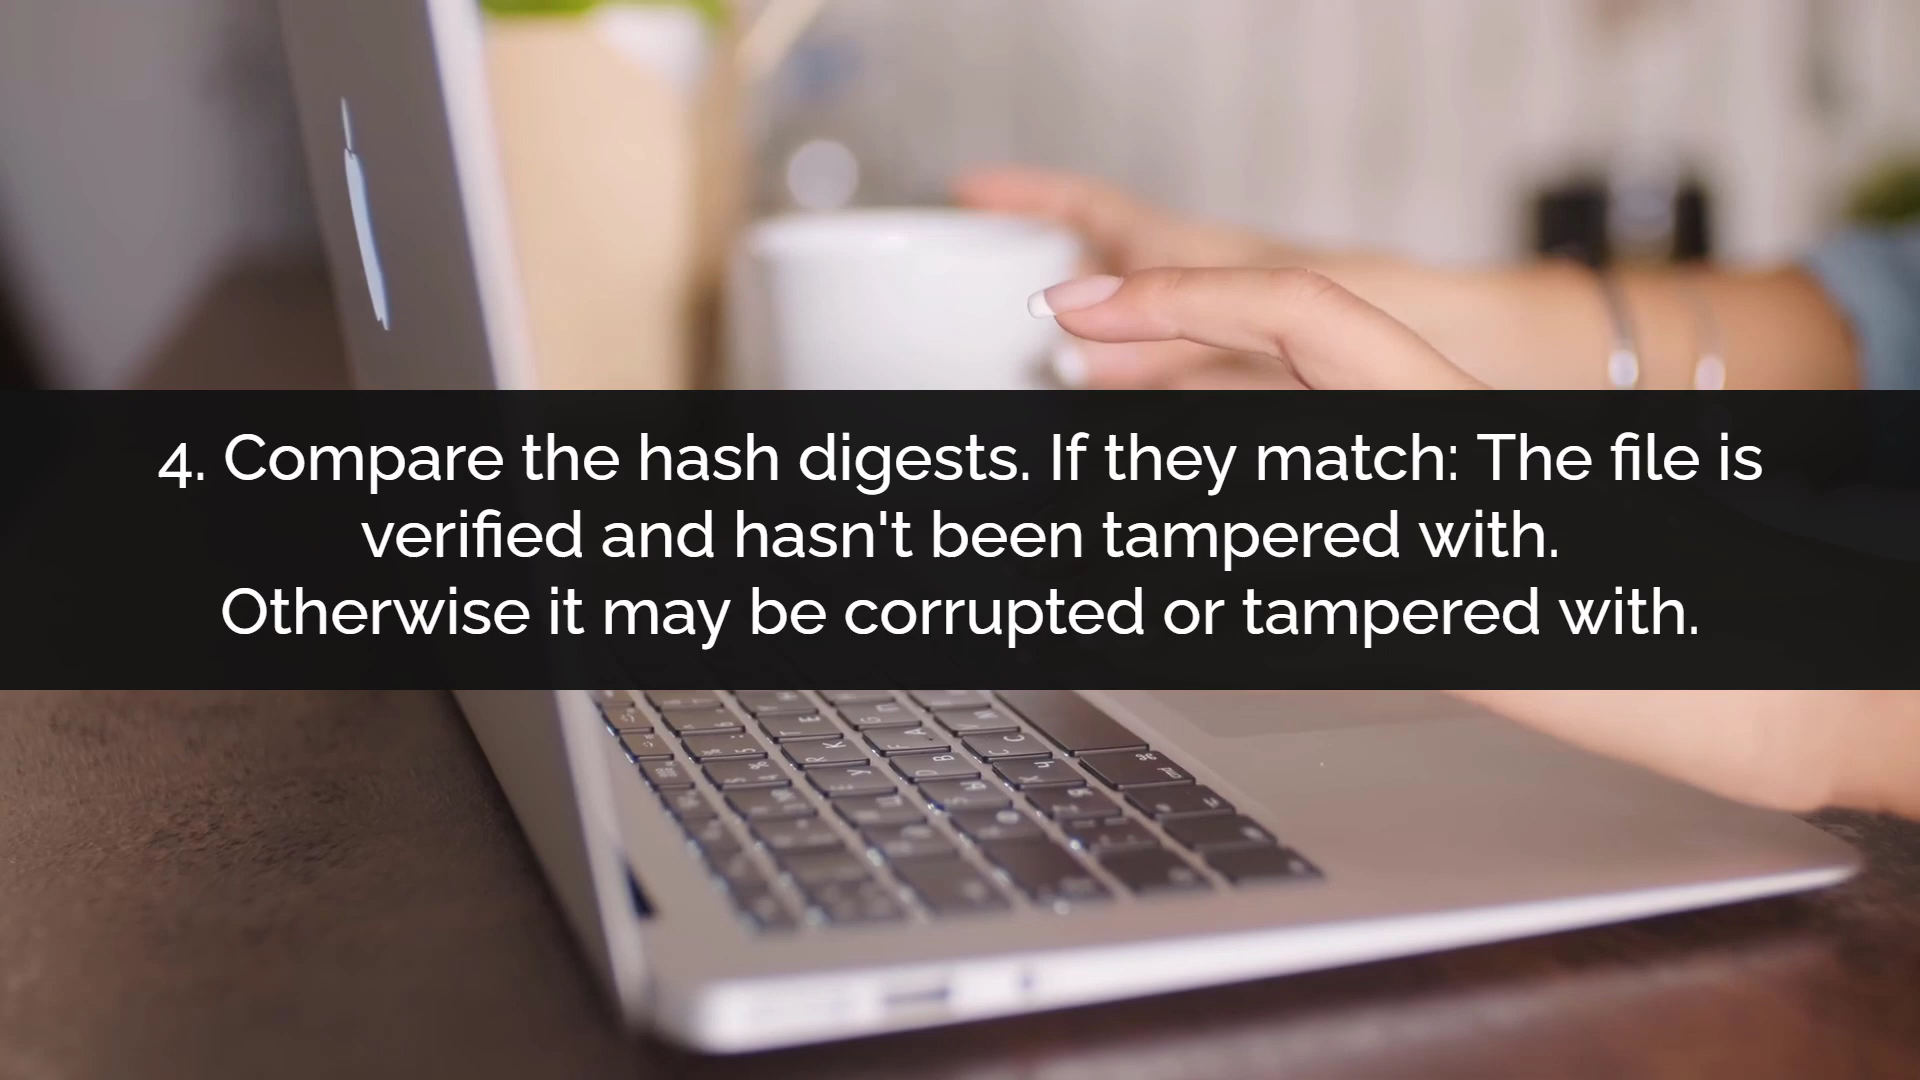 4. Compare the hash digests. If they match: The file is
verified and hasn't been tampered with.
Otherwise it may be corrupted or tampered with.